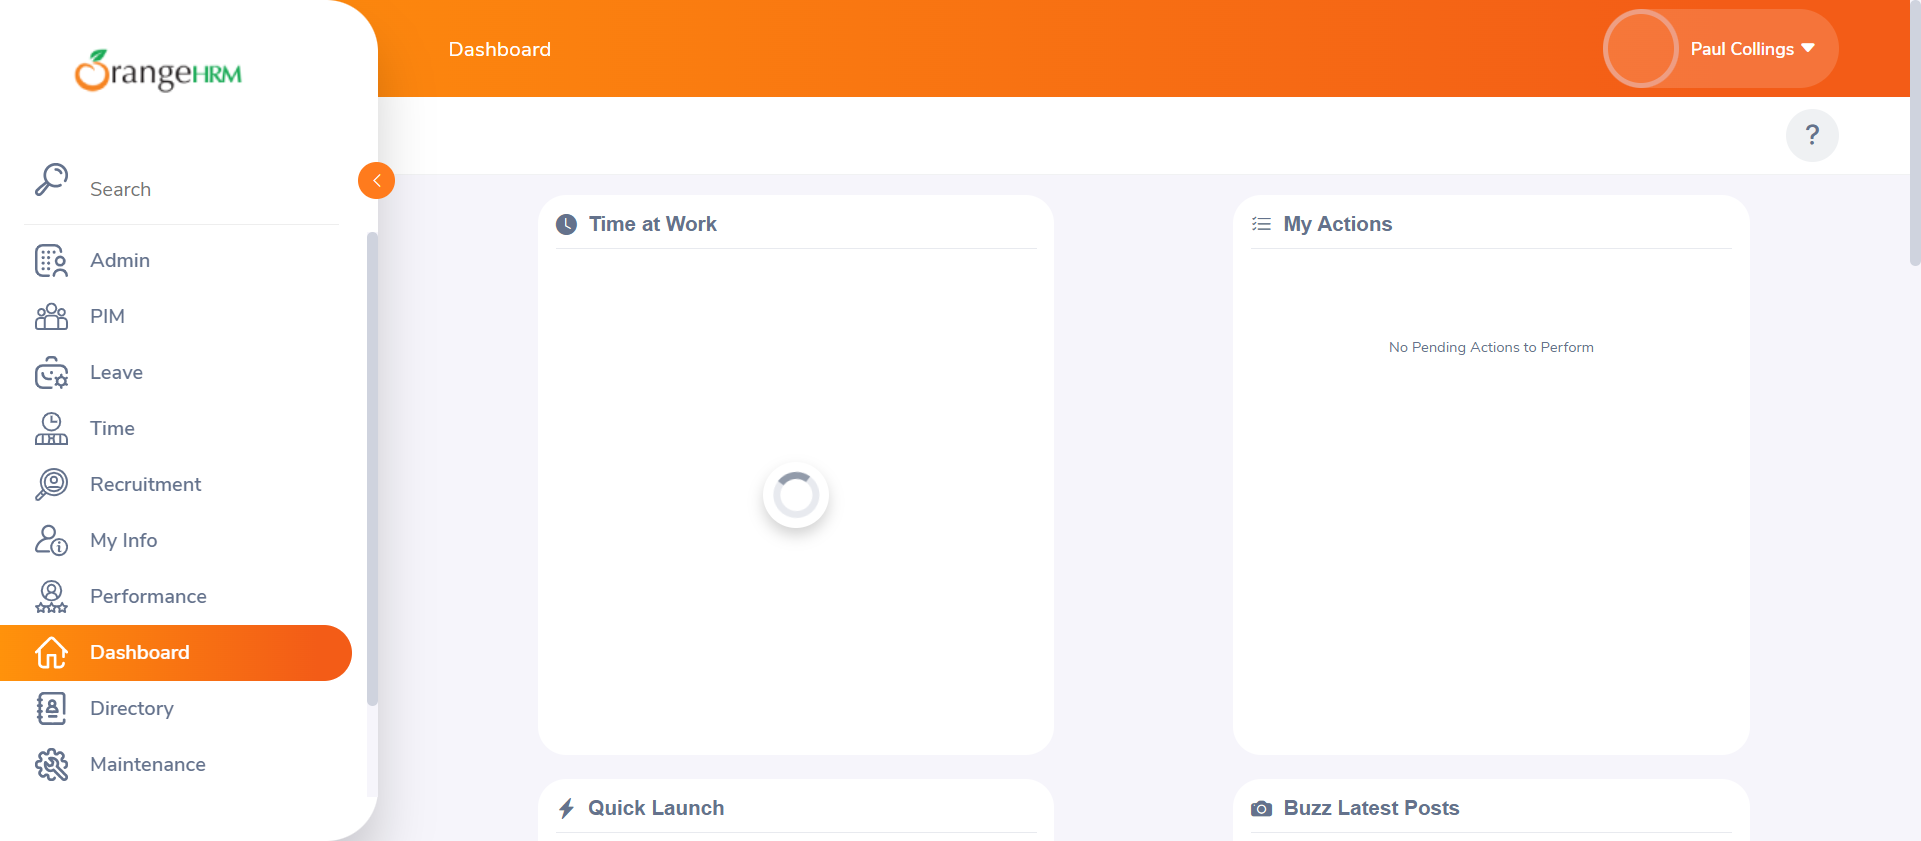 OrangeHRM
Dashboard
Paul Collings
?
Search
Admin
PIM
Leave
Time
Recruitment
My Info
Performance
Dashboard
Directory
Maintenance
Time at Work
My Actions
No Pending Actions to Perform
Quick Launch
Buzz Latest Posts